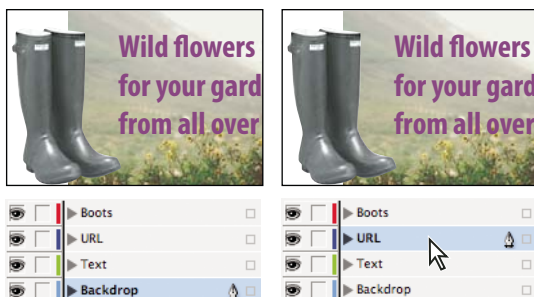 Wild flowers
for your gard
from all over
Boots
URL
Text
Backdrop
Wild flowers
for your gard
from all over
Boots
URL
Text
Backdrop